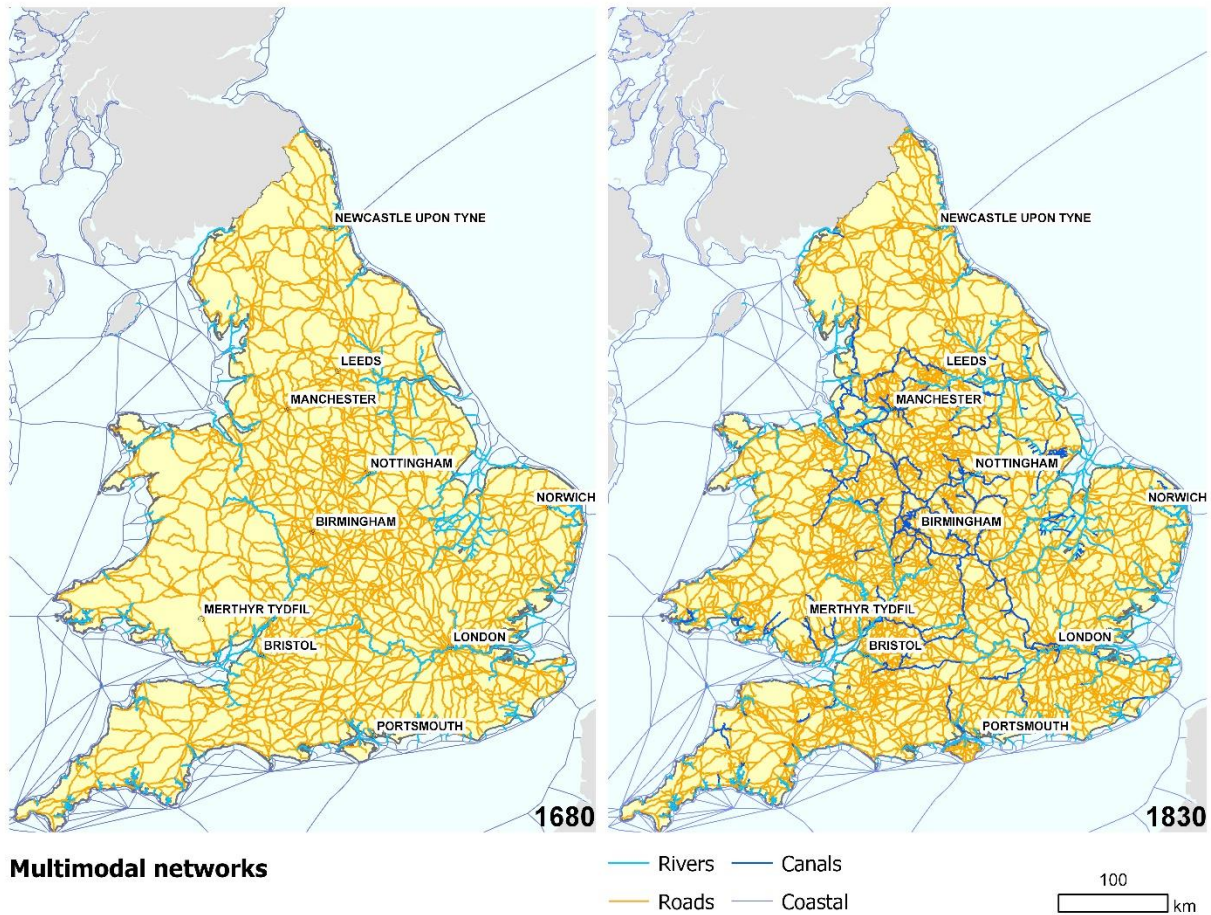 NEWCASTLE UPON TYNE
LEEDS
MANCHESTER
NOTTINGHAM
NORWICH
BIRMINGHAM
MERTHYR TYDFIL
BRISTOL
LONDON
PORTSMOUTH
1680
NEWCASTLE UPON TYNE
LEEDS
MANCHESTER
NOTTINGHAM
NORWICH
BIRMINGHAM
MERTHYR TYDFIL
BRISTOL
LONDON
PORTSMOUTH
1830
Multimodal networks
Rivers
Canals
Roads
Coastal
100
km